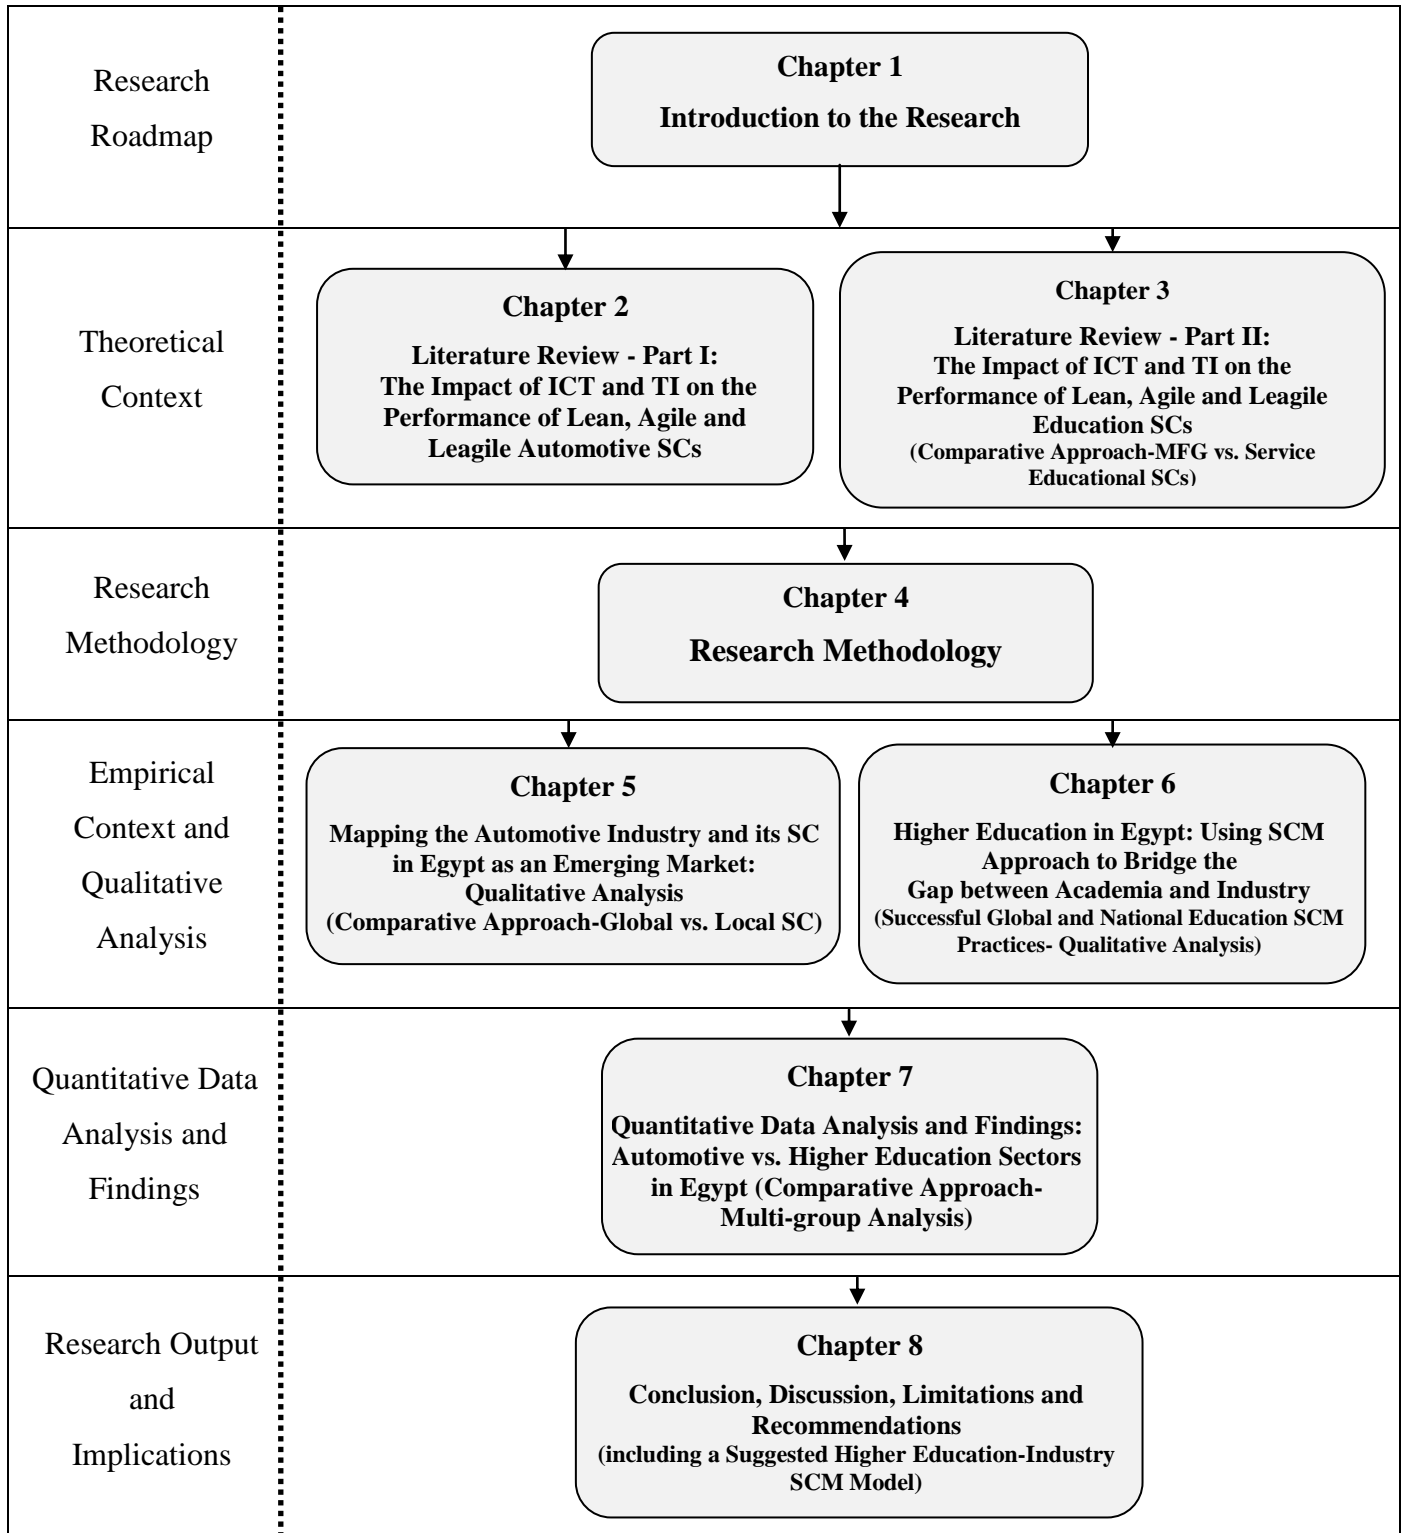 Research
Roadmap
Chapter 1
Introduction to the Research
Theoretical
Context
Chapter 2
Literature Review - Part I:
The Impact of ICT and TI on the
Performance of Lean, Agile and
Leagile Automotive SCs
Chapter 3
Literature Review - Part II:
The Impact of ICT and TI on the
Performance of Lean, Agile and Leagile
Education SCs
(Comparative Approach-MFG vs. Service
Educational SCs)
Research
Methodology
Chapter 4
Research Methodology
Empirical
Context and
Qualitative
Analysis
Chapter 5
Mapping the Automotive Industry and its SC
in Egypt as an Emerging Market:
Qualitative Analysis
(Comparative Approach-Global vs. Local SC)
Chapter 6
Higher Education in Egypt: Using SCM
Approach to Bridge the
Gap between Academia and Industry
(Successful Global and National Education SCM
Practices- Qualitative Analysis)
Quantitative Data
Analysis and
Findings
Chapter 7
Quantitative Data Analysis and Findings:
Automotive vs. Higher Education Sectors
in Egypt (Comparative Approach-
Multi-group Analysis)
Research Output
and
Implications
Chapter 8
Conclusion, Discussion, Limitations and
Recommendations
(including a Suggested Higher Education-Industry
SCM Model)